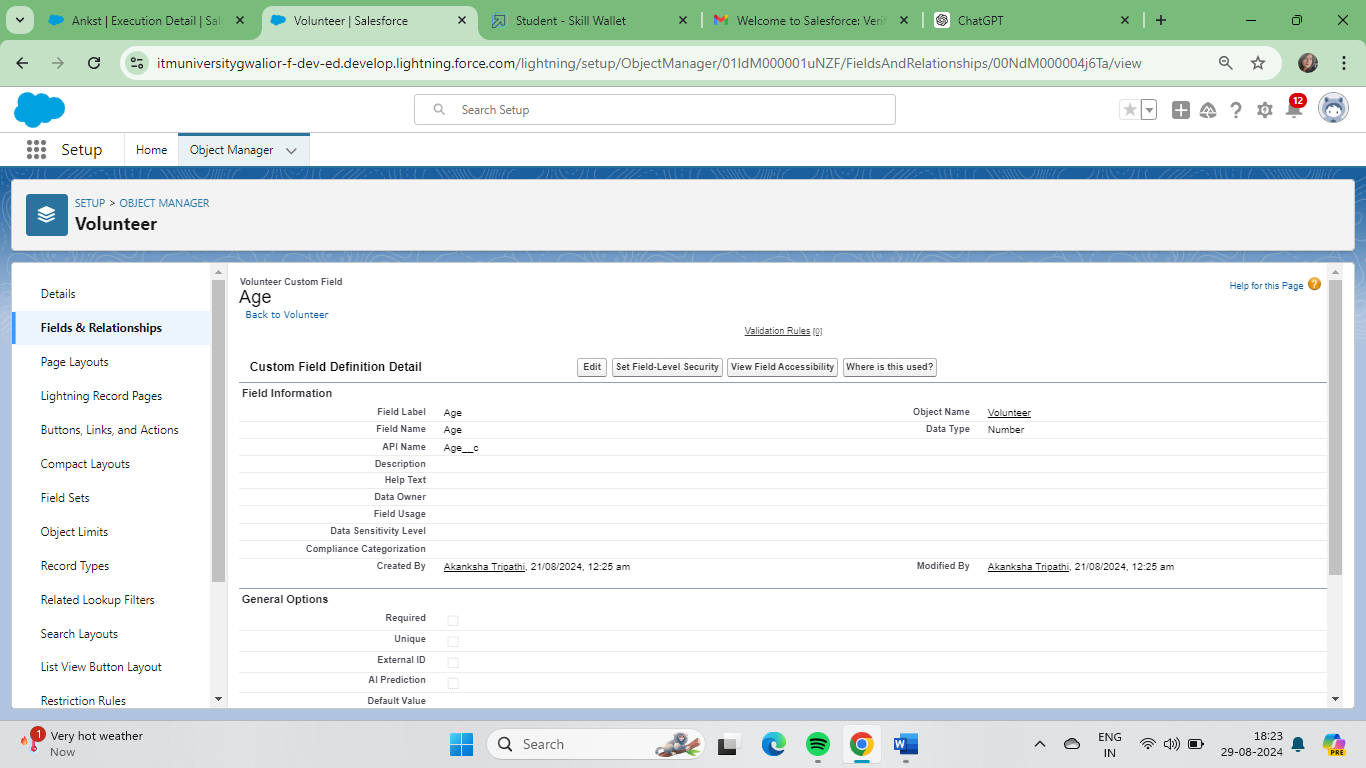 Ankst | Execution Detail | Sal
Volunteer | Salesforce
Student - Skill Wallet
Welcome to Salesforce: Verif
ChatGPT
itmuniversitygwalior-f-dev-ed.develop.lightning.force.com/lightning/setup/ObjectManager/01IdM000001uNZF/FieldsAndRelationships/00NdM000004j6Ta/view
Search Setup
12
Setup
Home
Object Manager
SETUP > OBJECT MANAGER
Volunteer
Details
Fields & Relationships
Page Layouts
Lightning Record Pages
Buttons, Links, and Actions
Compact Layouts
Field Sets
Object Limits
Record Types
Related Lookup Filters
Search Layouts
List View Button Layout
Restriction Rules
Volunteer Custom Field
Age
Back to Volunteer
Help for this Page
Validation Rules [0]
Custom Field Definition Detail
Edit
Set Field-Level Security
View Field Accessibility
Where is this used?
Field Information
Field Label Age Object Name Volunteer
Field Name Age Data Type Number
API Name Age__c
Description
Help Text
Data Owner
Field Usage
Data Sensitivity Level
Compliance Categorization
Created By Akanksha Tripathi, 21/08/2024, 12:25 am Modified By Akanksha Tripathi, 21/08/2024, 12:25 am
General Options
Required
Unique
External ID
AI Prediction
Default Value
1
Very hot weather
Now
Search
ENG
IN
18:23
29-08-2024
PRE